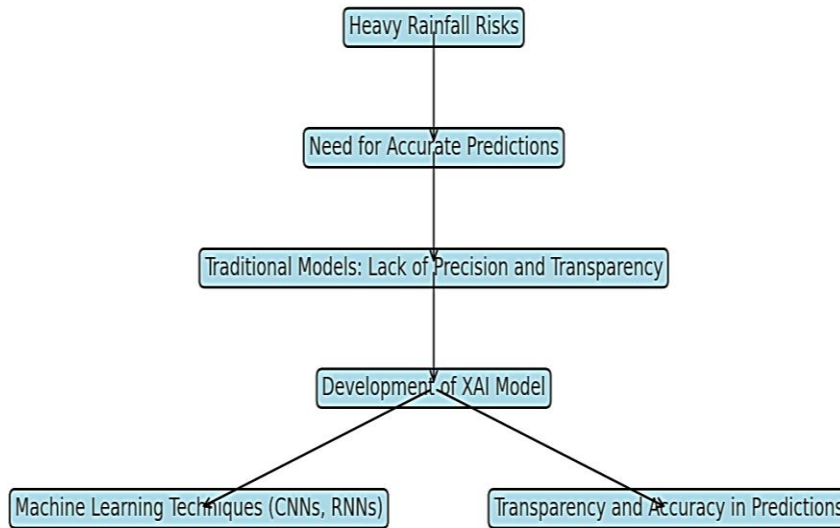 Heavy Rainfall Risks
Need for Accurate Predictions
Traditional Models: Lack of Precision and Transparency
Development of XAI Model
Machine Learning Techniques (CNNs, RNNs)
Transparency and Accuracy in Predictions